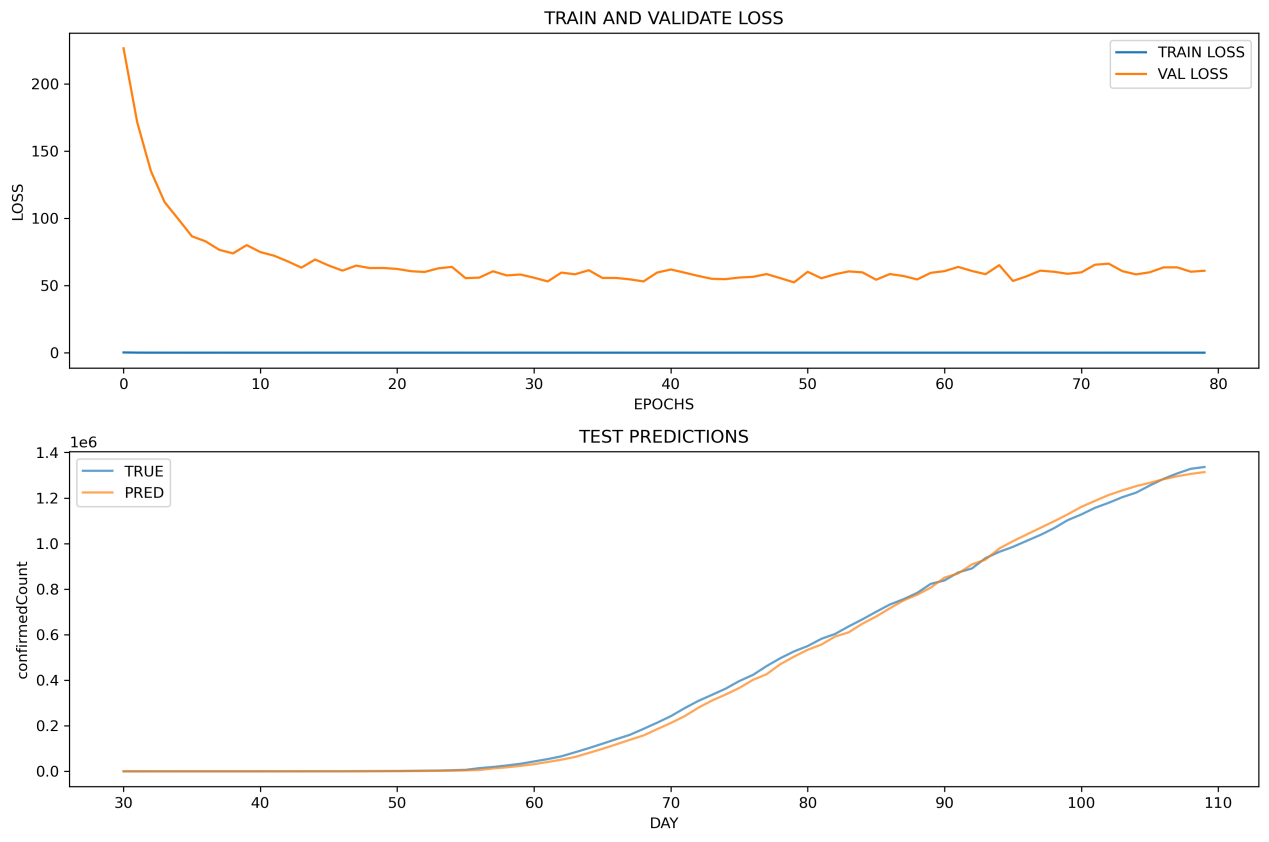 TRAIN AND VALIDATE LOSS
TRAIN LOSS
VAL LOSS
LOSS
200
150
100
50
0
0 10 20 30 40 50 60 70 80
EPOCHS
TEST PREDICTIONS
1e6
TRUE
PRED
confirmedCount
1.4
1.2
1.0
0.8
0.6
0.4
0.2
0.0
30 40 50 60 70 80 90 100 110
DAY